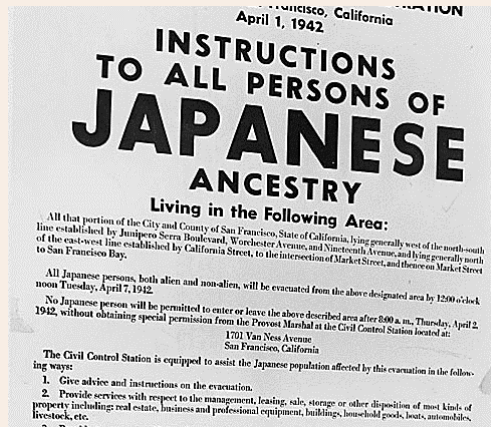 Francisco, California
April 1, 1942
INSTRUCTIONS
TO ALL PERSONS OF
JAPANESE
ANCESTRY
Living in the Following Area:
All that portion of the City and County of San Francisco, State of California, lying generally west of the north-south
line established by Junipero Serra Boulevard, Worchester Avenue, and Nineteenth Avenue, and lying generally north
of the east-west line established by California Street, to the intersection of Market Street, and thence on Market Street
to San Francisco Bay.
All Japanese persons, both alien and non-alien, will be evacuated from the above designated area by 12:00 o'clock
noon Tuesday, April 7, 1942.
No Japanese person will be permitted to enter or leave the above described area after 8:00 a. m., Thursday, April 2,
1942, without obtaining special permission from the Provost Marshal at the Civil Control Station located at:
1701 Van Ness Avenue
San Francisco, California
The Civil Control Station is equipped to assist the Japanese population affected by this evacuation in the follow-
ing ways:
1. Give advice and instructions on the evacuation.
2. Provide services with respect to the management, leasing, sale, storage or other disposition of most kinds of
property including: real estate, business and professional equipment, buildings, household goods, boats, automobiles,
livestock, etc.